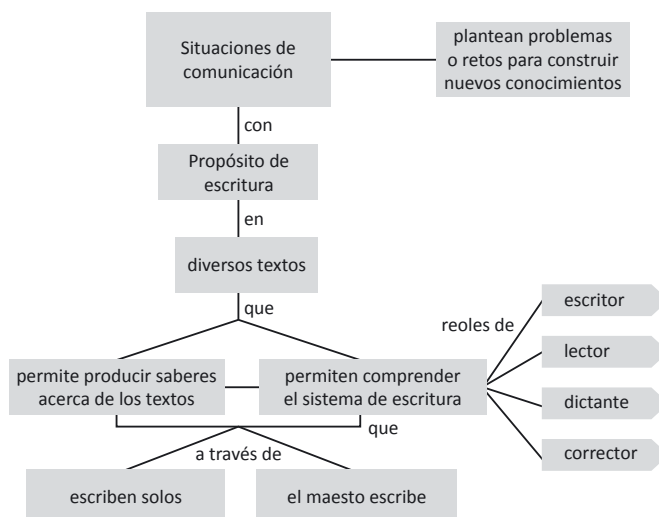 Situaciones de
comunicación
plantean problemas
o retos para construir
nuevos conocimientos
con
Propósito de
escritura
en
diversos textos
que
reoles de
escritor
lector
dictante
corrector
permite producir saberes
acerca de los textos
permiten comprender
el sistema de escritura
que
a través de
escriben solos
el maesto escribe